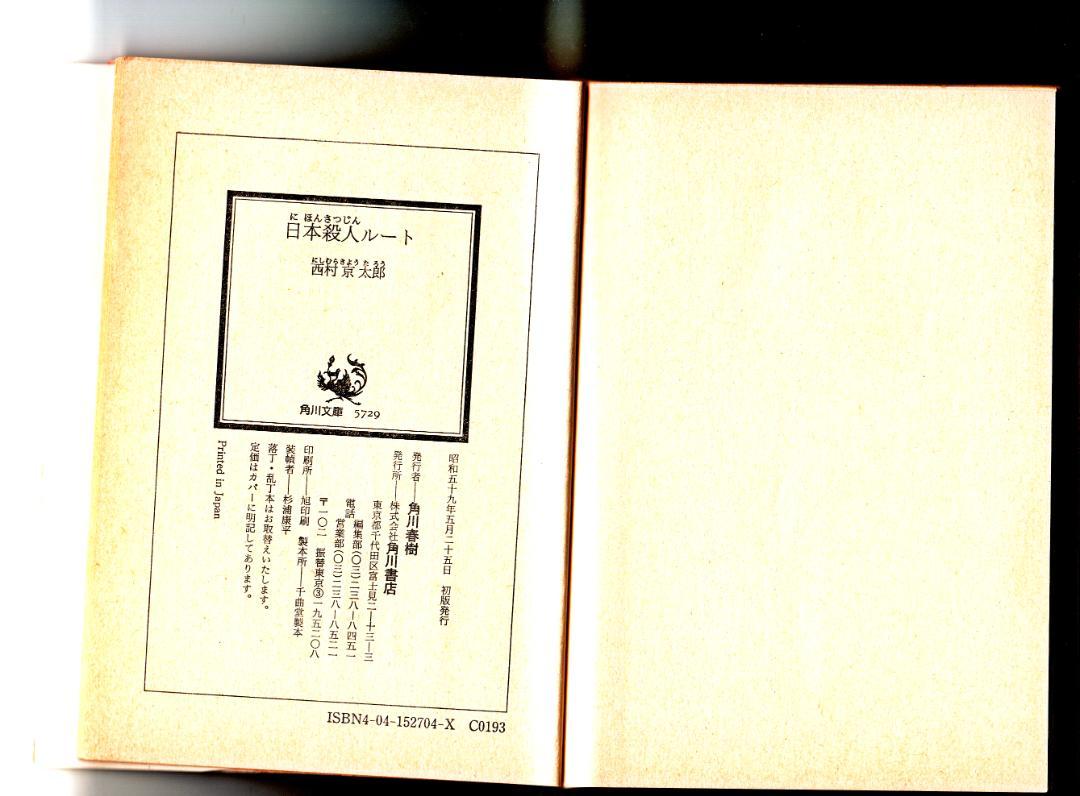 にほんさつじん
日本殺人ルート
にしむらきようたろう
西村京太郎
角川文庫 5729
昭和五十九年五月二十五日 初版発行
発行者──角川春樹
発行所──株式会社角川書店
東京都千代田区富士見二ー十三ー三
電話 編集部(〇三)二三八ー八四五一
営業部(〇三)二三八ー八五二一
〒一〇二 振替東京③一九五二〇八
印刷所──旭印刷 製本所──千曲堂製本
装幀者──杉浦康平
落丁・乱丁本はお取替えいたします。
定価はカバーに明記してあります。
Printed in Japan
ISBN4-04-152704-X C0193